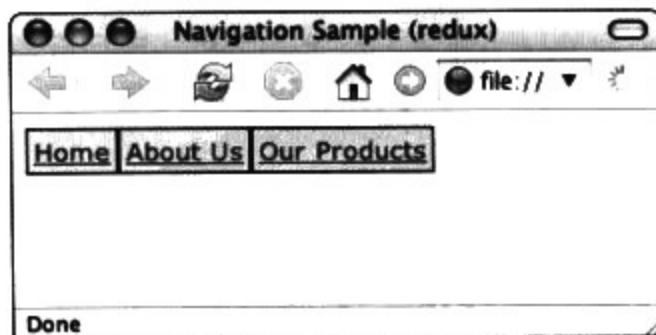 Navigation Sample (redux)
file://
Home About Us Our Products
Done